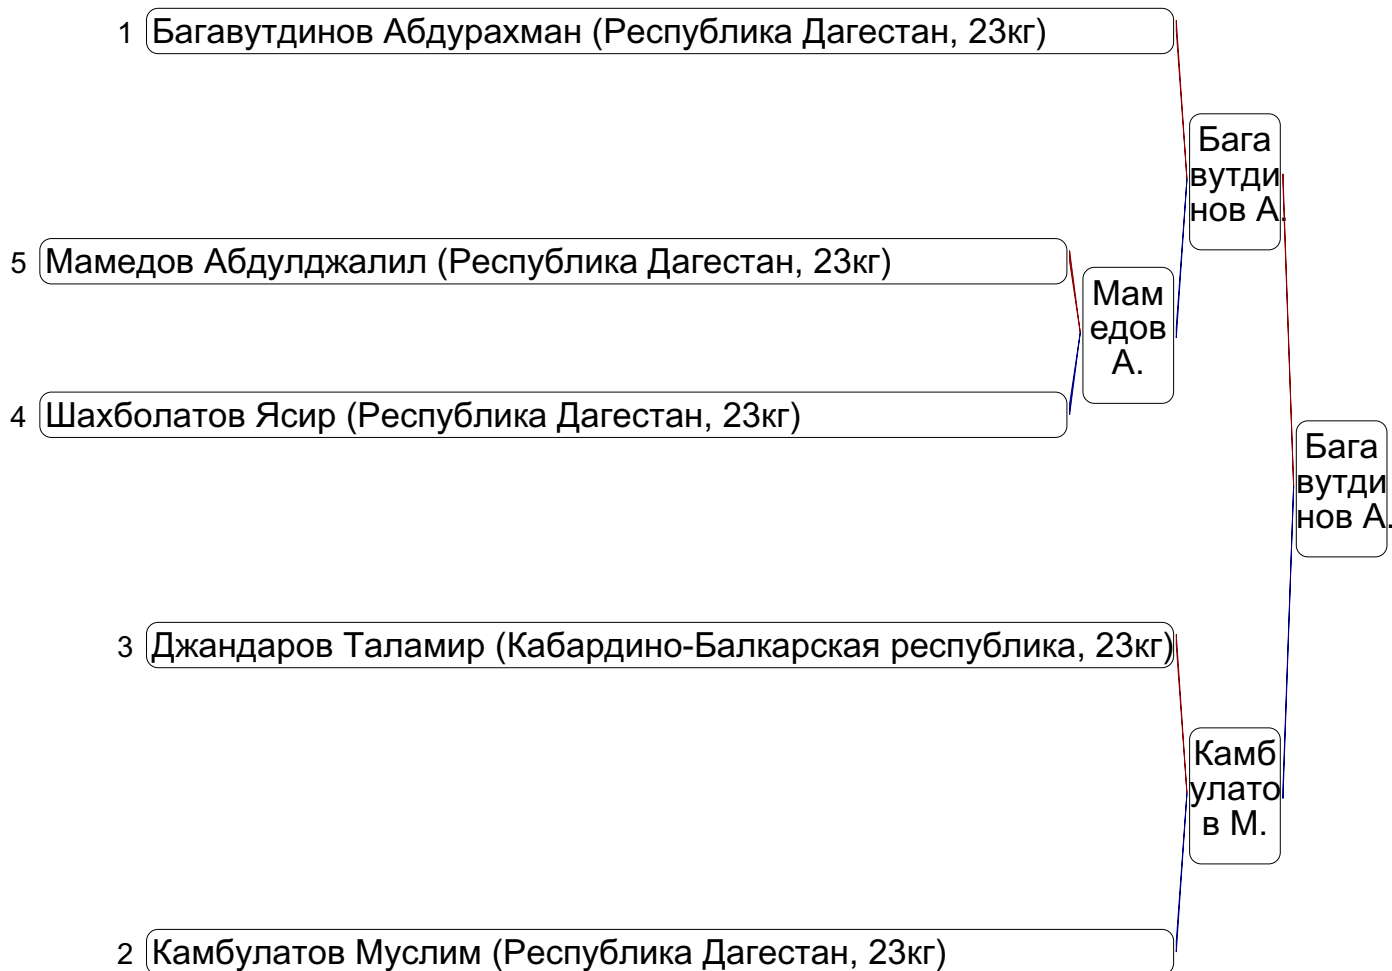 1 Багавутдинов Абдурахман (Республика Дагестан, 23кг)
Бага
вутди
нов А.
5 Мамедов Абдулджалил (Республика Дагестан, 23кг)
Мам
едов
А.
4 Шахболатов Ясир (Республика Дагестан, 23кг)
Бага
вутди
нов А.
3 Джандаров Таламир (Кабардино-Балкарская республика, 23кг)
Камб
улато
в М.
2 Камбулатов Муслим (Республика Дагестан, 23кг)